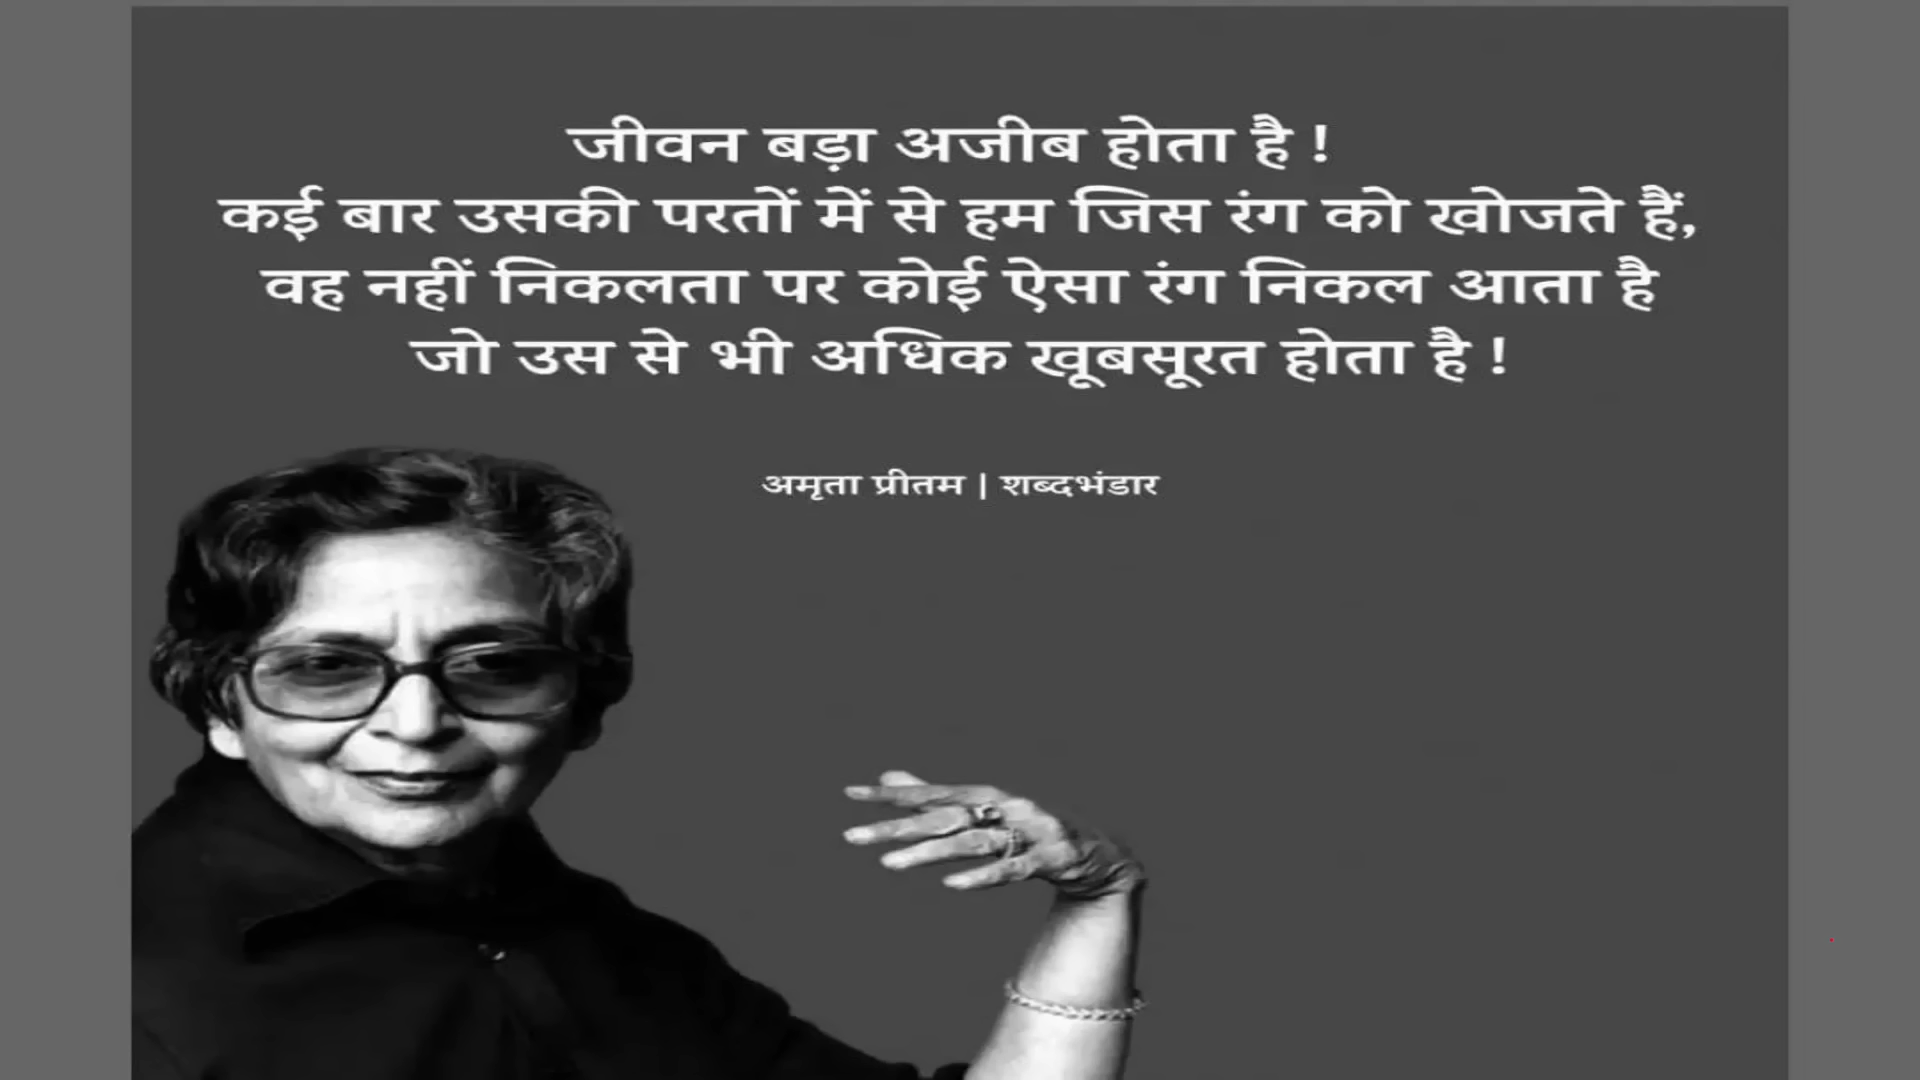 जीवन बड़ा अजीब होता है !
कई बार उसकी परतों में से हम जिस रंग को खोजते हैं,
वह नहीं निकलता पर कोई ऐसा रंग निकल आता है
जो उस से भी अधिक खूबसूरत होता है !
अमृता प्रीतम | शब्दभंडार